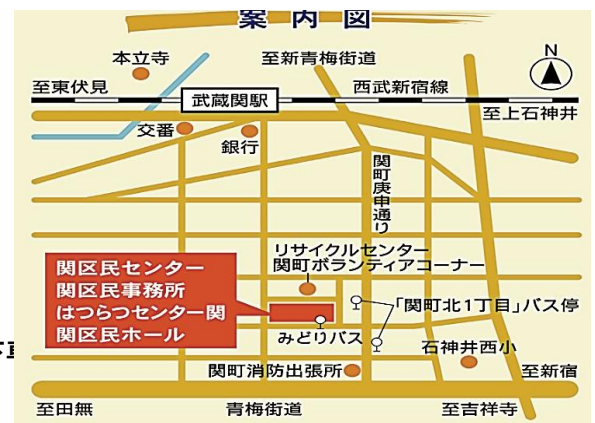 案内図
本立寺
至新青梅街道
N
至東伏見
西武新宿線
武蔵関駅
至上石神井
交番
銀行
関町庚申通り
リサイクルセンター
関町ボランティアコーナー
関区民センター
関区民事務所
はつらつセンター関
関区民ホール
「関町北1丁目」バス停
みどりバス
石神井西小
関町消防出張所
至新宿
至田無
青梅街道
至吉祥寺